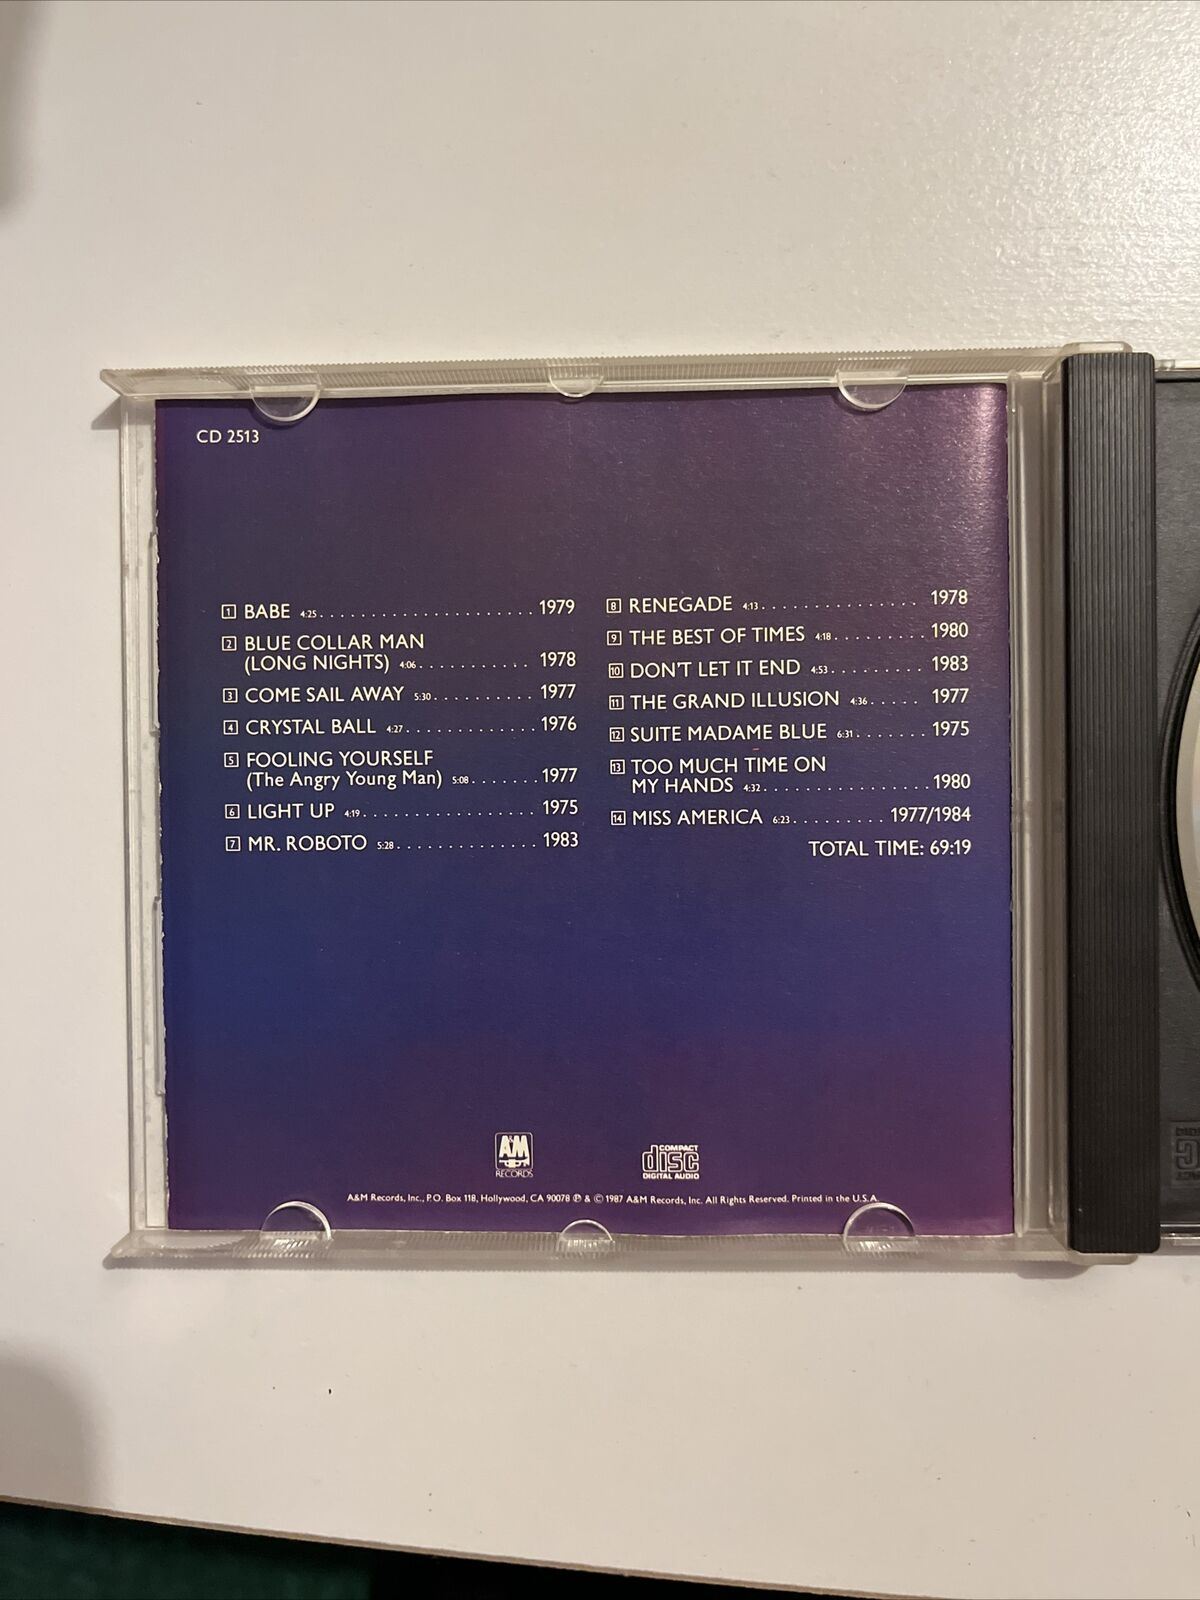 CD 2513
1 BABE 4:25 . . . . . . . . . . . . . . . . . . . . . . 1979
2 BLUE COLLAR MAN
(LONG NIGHTS) 4:06 . . . . . . . . . . . 1978
3 COME SAIL AWAY 5:30 . . . . . . . . . . 1977
4 CRYSTAL BALL 4:27 . . . . . . . . . . . . . 1976
5 FOOLING YOURSELF
(The Angry Young Man) 5:08 . . . . . . . 1977
6 LIGHT UP 4:19 . . . . . . . . . . . . . . . . . 1975
7 MR. ROBOTO 5:28 . . . . . . . . . . . . . . 1983
8 RENEGADE 4:13 . . . . . . . . . . . . . . . . 1978
9 THE BEST OF TIMES 4:18 . . . . . . . . . 1980
10 DON'T LET IT END 4:53 . . . . . . . . . 1983
11 THE GRAND ILLUSION 4:36 . . . . . 1977
12 SUITE MADAME BLUE 6:31 . . . . . . . 1975
13 TOO MUCH TIME ON
MY HANDS 4:32 . . . . . . . . . . . . . . . . 1980
14 MISS AMERICA 6:23 . . . . . . . . . 1977/1984
TOTAL TIME: 69:19
A&M
RECORDS
COMPACT
disc
DIGITAL AUDIO
A&M Records, Inc., P.O. Box 118, Hollywood, CA 90078 ℗ & © 1987 A&M Records, Inc. All Rights Reserved. Printed in the U.S.A.